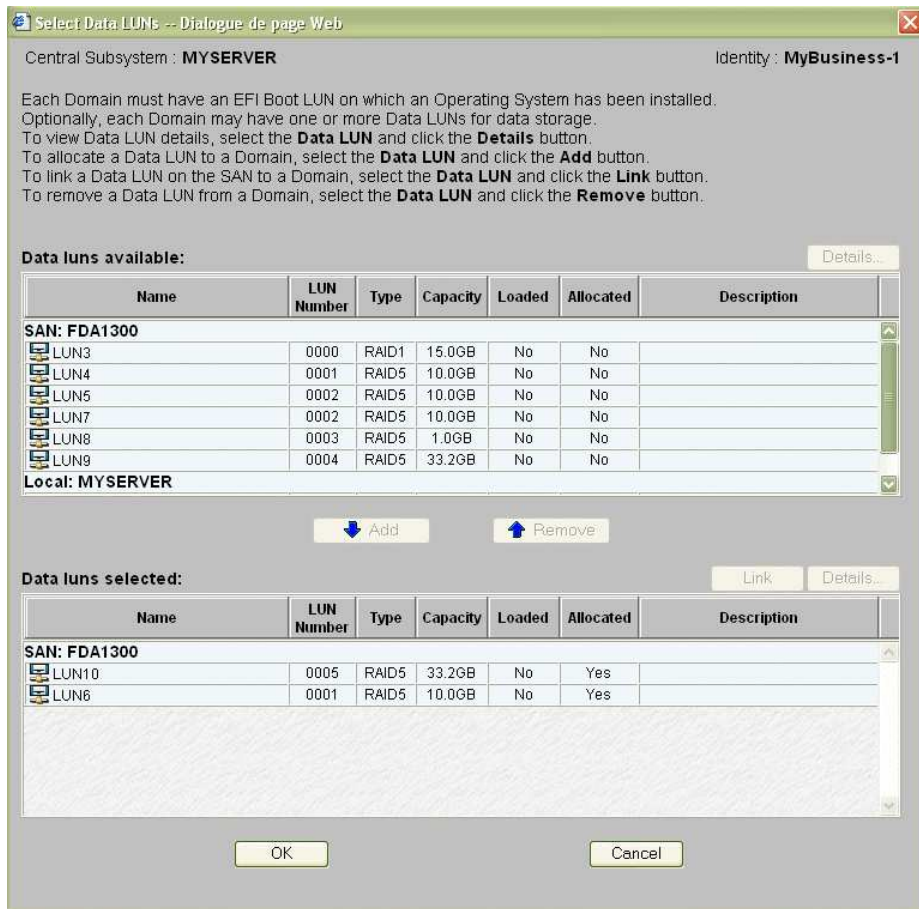 Select Data LUNs -- Dialogue de page Web
Central Subsystem : MYSERVER Identity : MyBusiness-1
Each Domain must have an EFI Boot LUN on which an Operating System has been installed.
Optionally, each Domain may have one or more Data LUNs for data storage.
To view Data LUN details, select the Data LUN and click the Details button.
To allocate a Data LUN to a Domain, select the Data LUN and click the Add button.
To link a Data LUN on the SAN to a Domain, select the Data LUN and click the Link button.
To remove a Data LUN from a Domain, select the Data LUN and click the Remove button.
Data luns available: Details...
Name LUN Number Type Capacity Loaded Allocated Description
SAN: FDA1300
LUN3 0000 RAID1 15.0GB No No
LUN4 0001 RAID5 10.0GB No No
LUN5 0002 RAID5 10.0GB No No
LUN7 0002 RAID5 10.0GB No No
LUN8 0003 RAID5 1.0GB No No
LUN9 0004 RAID5 33.2GB No No
Local: MYSERVER
Add Remove
Data luns selected: Link Details...
Name LUN Number Type Capacity Loaded Allocated Description
SAN: FDA1300
LUN10 0005 RAID5 33.2GB No Yes
LUN6 0001 RAID5 10.0GB No Yes
OK Cancel